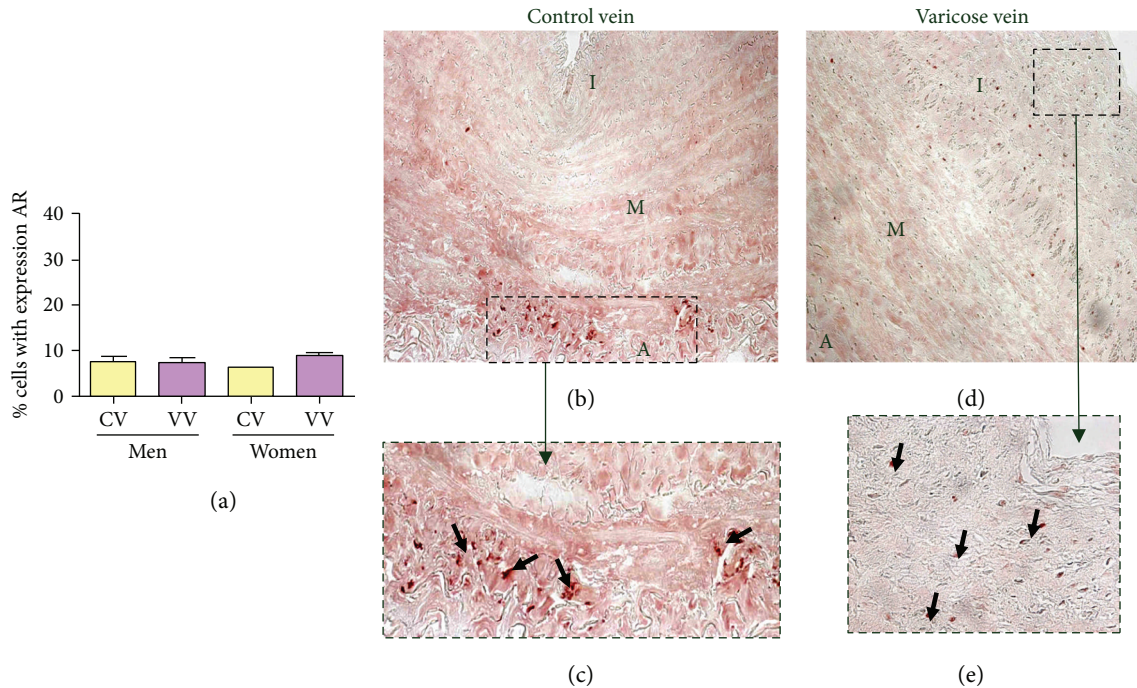 Control vein
Varicose vein
I
M
A
I
M
A
(b)
(d)
% cells with expression AR
40
30
20
10
0
CV VV CV VV
Men Women
(a)
(c)
(e)